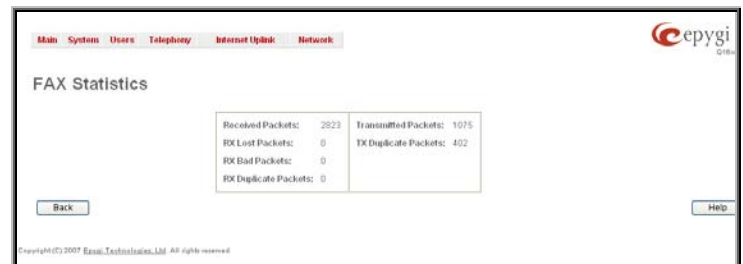 epygi
Main System Users Telephony Internet Uplink Network
FAX Statistics
Received Packets: 2823 Transmitted Packets: 1075
RX Lost Packets: 0 TX Duplicate Packets: 402
RX Bad Packets: 0
RX Duplicate Packets: 0
Back Help
Copyright (C) 2007 Epygi Technologies, Ltd. All rights reserved.